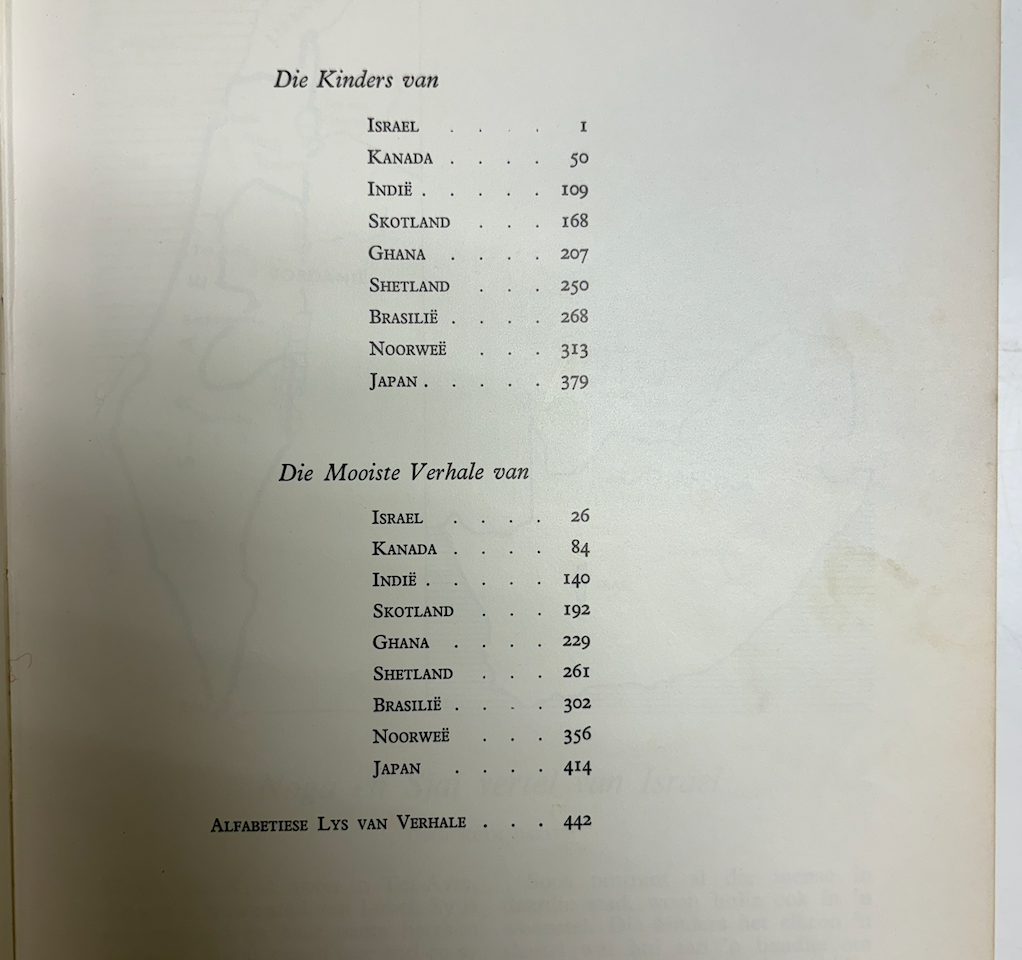 Die Kinders van
Israel . . . . 1
Kanada . . . . 50
Indië . . . . . 109
Skotland . . . 168
Ghana . . . . 207
Shetland . . . 250
Brasilië . . . . 268
Noorweë . . . 313
Japan . . . . . 379
Die Mooiste Verhale van
Israel . . . . 26
Kanada . . . . 84
Indië . . . . . 140
Skotland . . . 192
Ghana . . . . 229
Shetland . . . 261
Brasilië . . . . 302
Noorweë . . . 356
Japan . . . . 414
Alfabetiese Lys van Verhale . . . 442